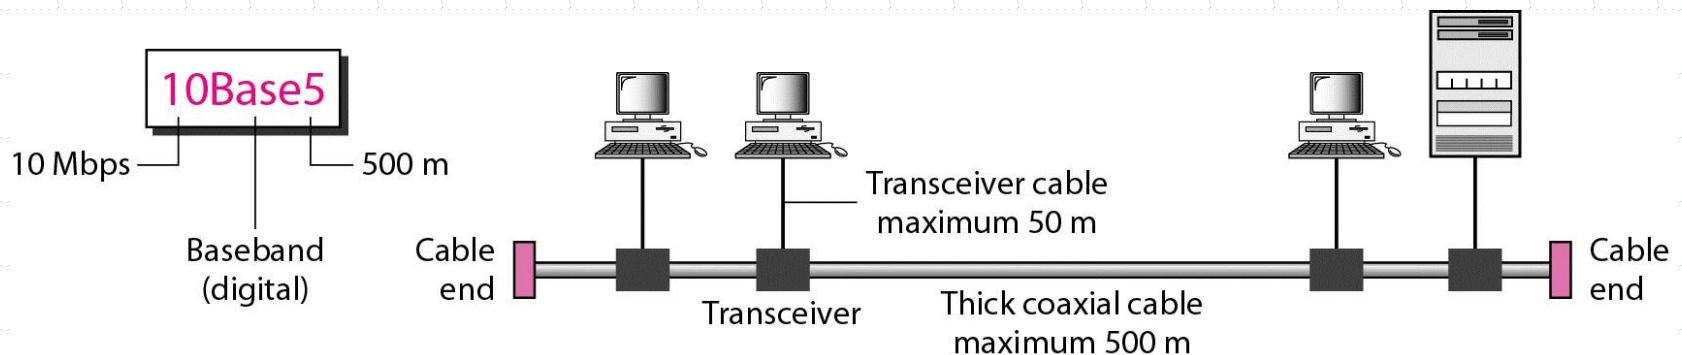 10Base5
10 Mbps
500 m
Baseband
(digital)
Transceiver cable
maximum 50 m
Cable
end
Transceiver
Thick coaxial cable
maximum 500 m
Cable
end